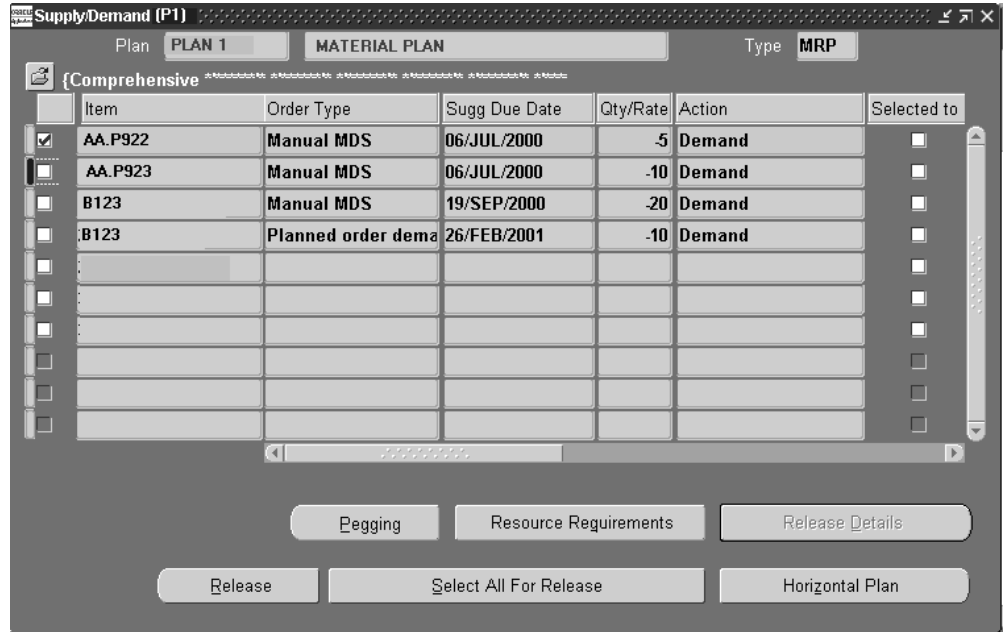 Supply/Demand (P1)
Plan PLAN 1 MATERIAL PLAN Type MRP
{Comprehensive
Item Order Type Sugg Due Date Qty/Rate Action Selected to
AA.P922 Manual MDS 06/JUL/2000 -5 Demand
AA.P923 Manual MDS 06/JUL/2000 -10 Demand
B123 Manual MDS 19/SEP/2000 -20 Demand
B123 Planned order dema 26/FEB/2001 -10 Demand
Pegging Resource Requirements Release Details
Release Select All For Release Horizontal Plan